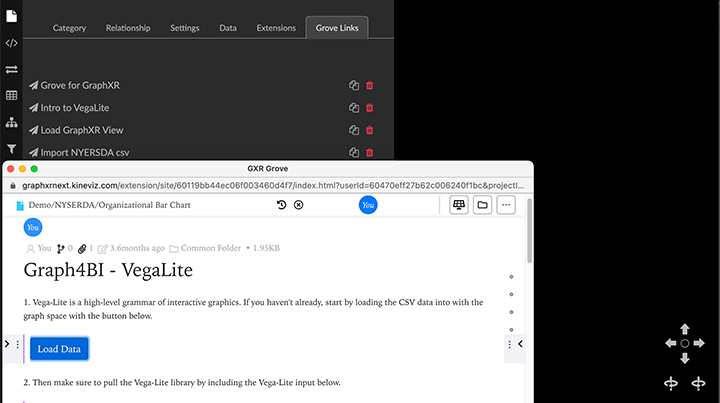 Category Relationship Settings Data Extensions Grove Links
Grove for GraphXR
Intro to VegaLite
Load GraphXR View
Import NYERSDA csv
GXR Grove
graphxrnext.kineviz.com/extension/site/60119bb44ec06f003460d4f7/index.html?userId=60470eff27b62c006240f1bc&projectI...
Demo/NYSERDA/Organizational Bar Chart You
You
You 0 1 3.6months ago Common Folder • 1.95KB
Graph4BI - VegaLite
1. Vega-Lite is a high-level grammar of interactive graphics. If you haven't already, start by loading the CSV data into with the
graph space with the button below.
Load Data
2. Then make sure to pull the Vega-Lite library by including the Vega-Lite input below.